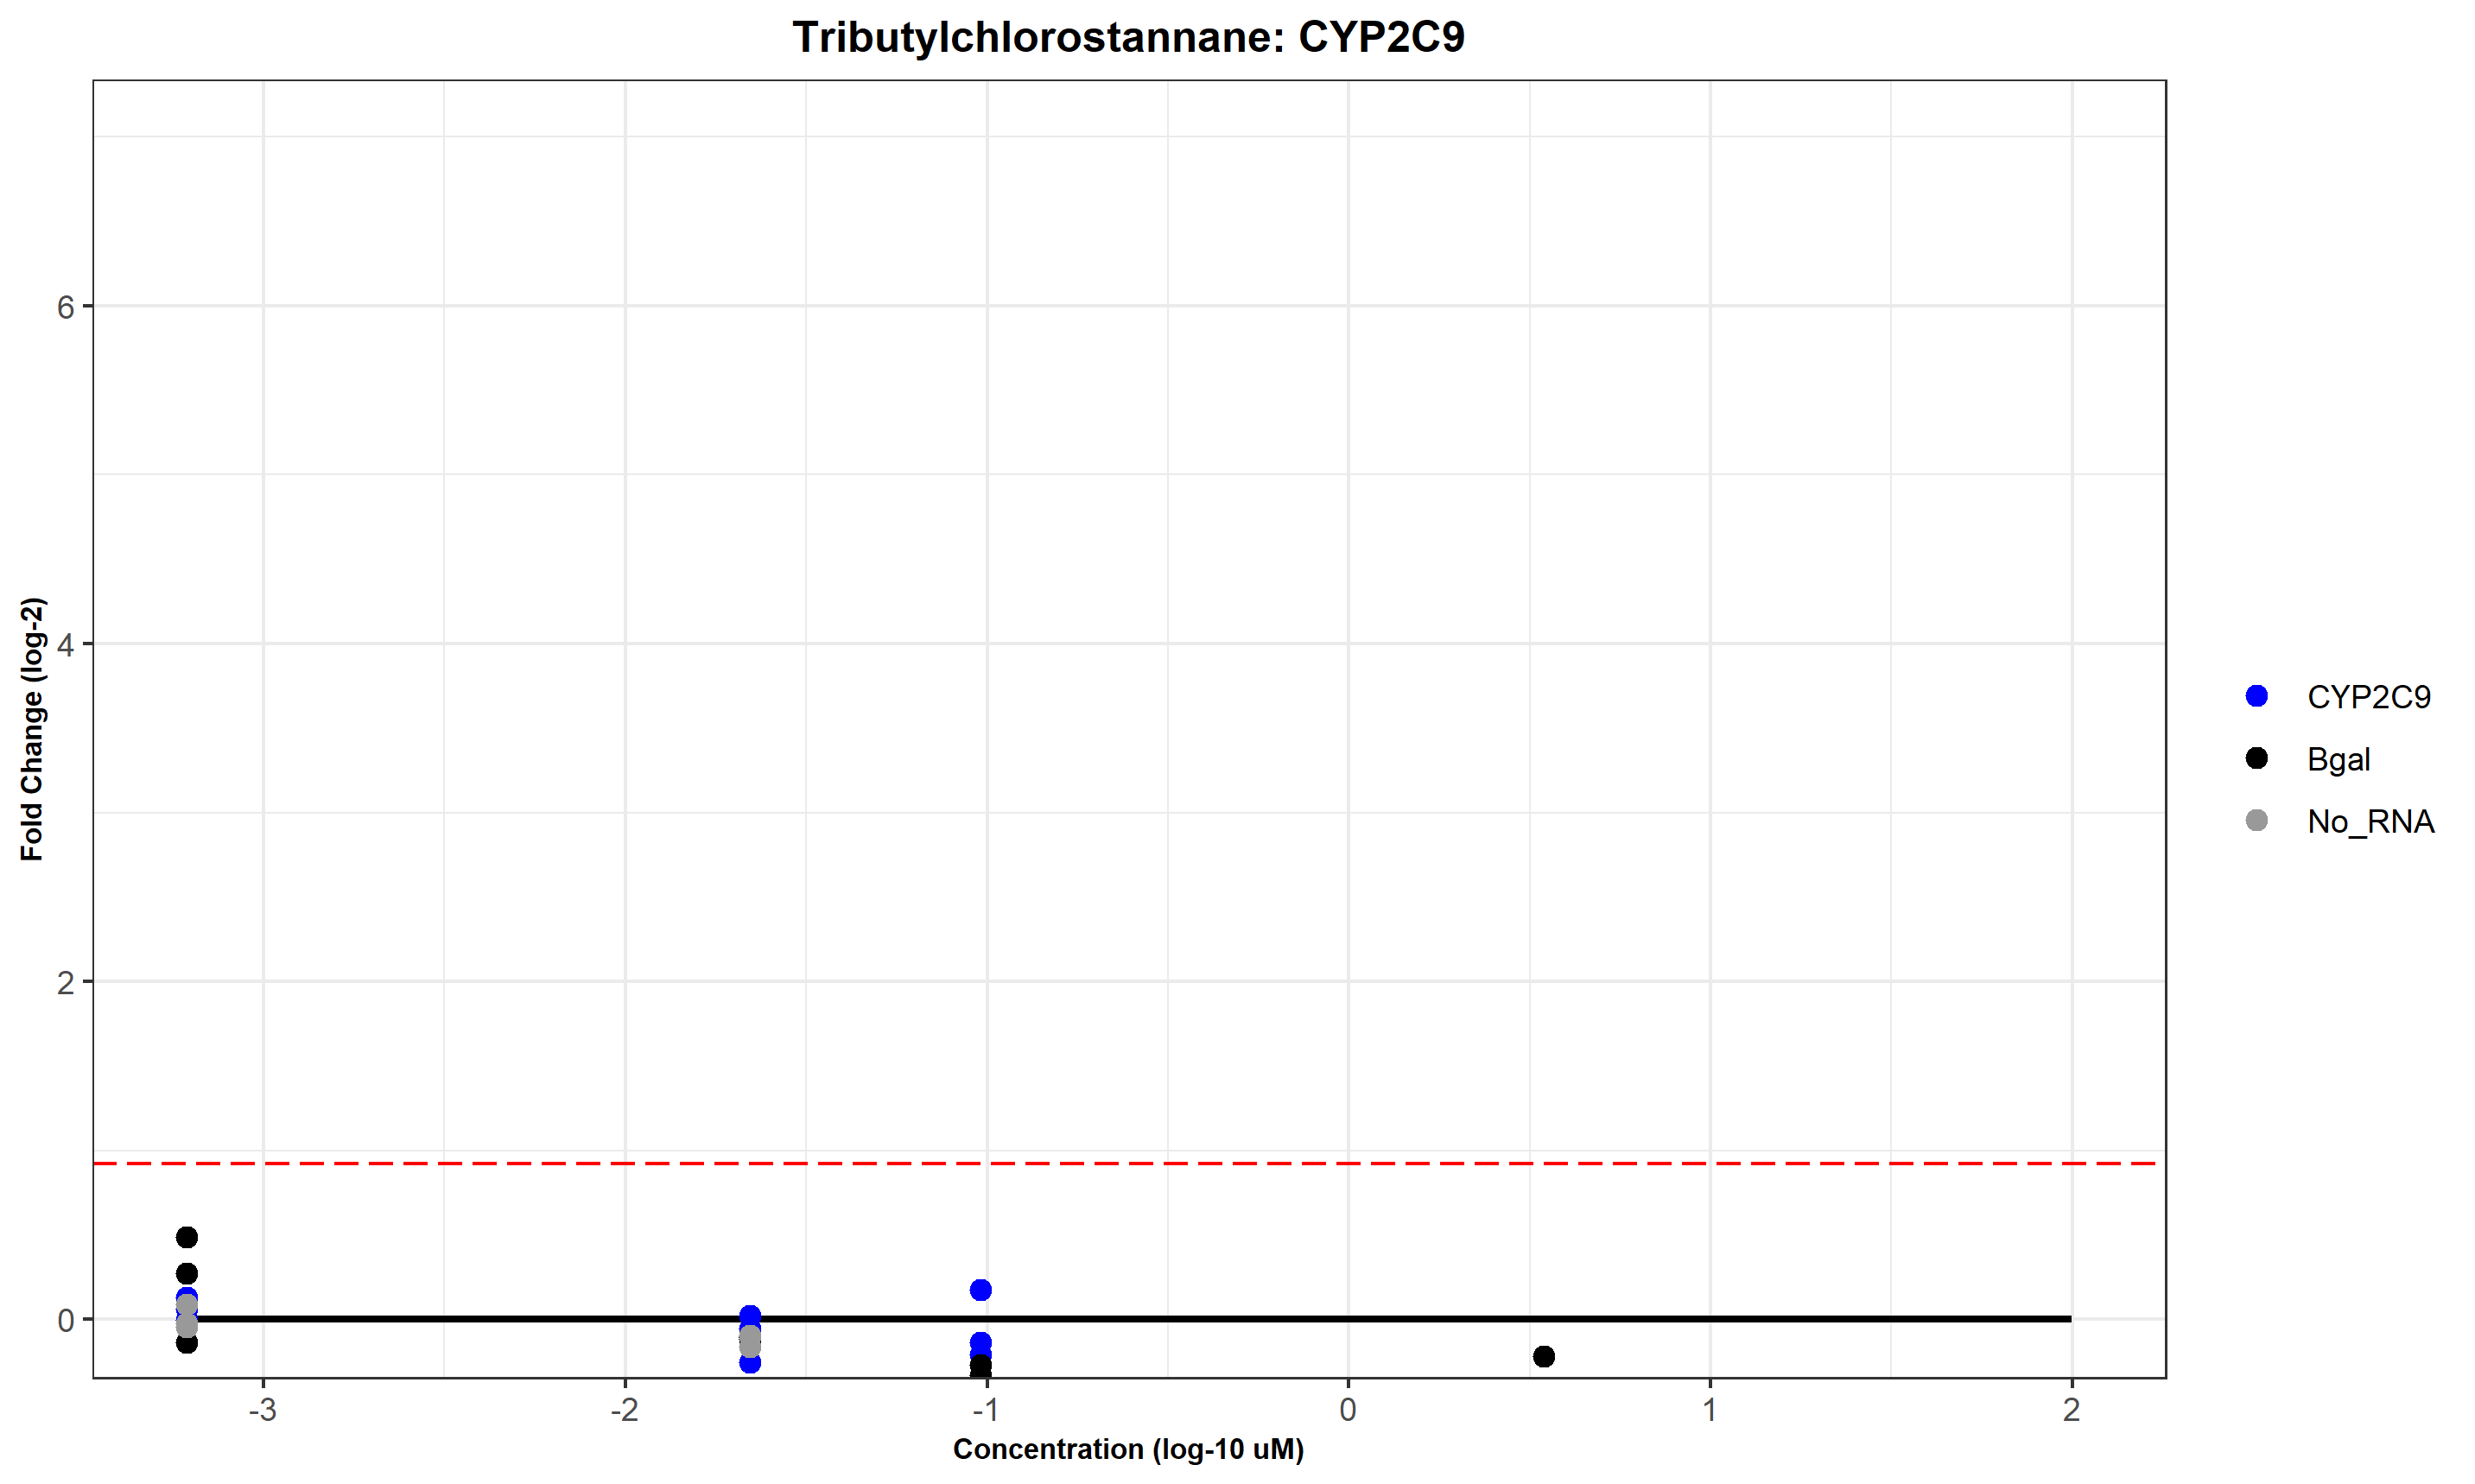 Tributylchlorostannane: CYP2C9
Fold Change (log-2)
6
4
2
0
-3
-2
-1
0
1
2
Concentration (log-10 uM)
CYP2C9
Bgal
No_RNA